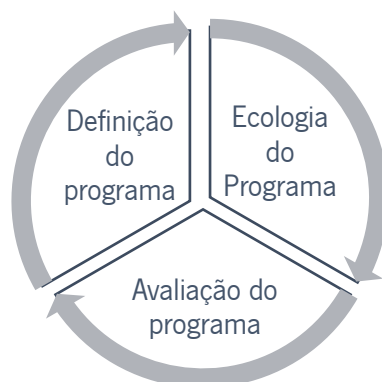 Definição
do
programa
Ecologia
do
Programa
Avaliação do
programa